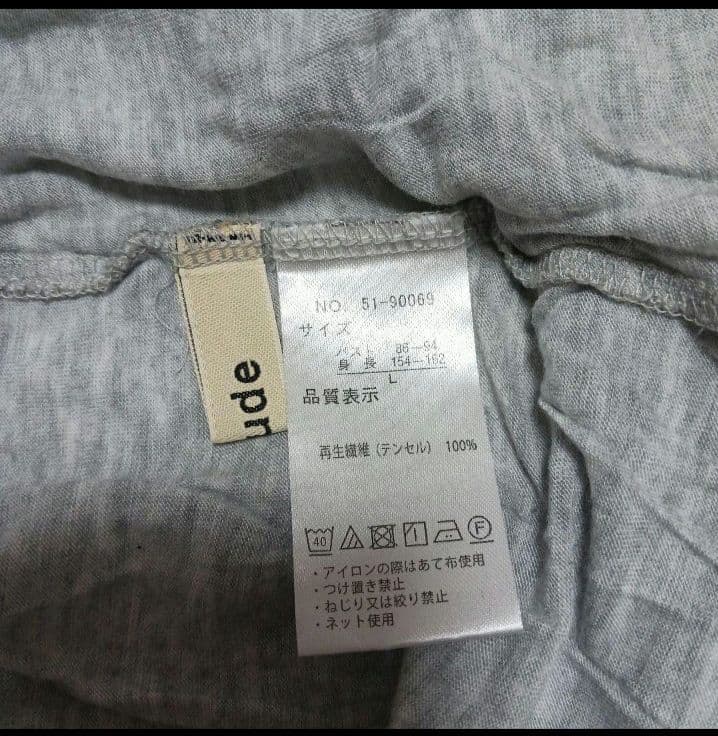 NO. 51-90069
サイズ
バスト 86-94
身長 154-162
L
品質表示
再生繊維(テンセル) 100%
40
F
・アイロンの際はあて布使用
・つけ置き禁止
・ねじり又は絞り禁止
・ネット使用
ude